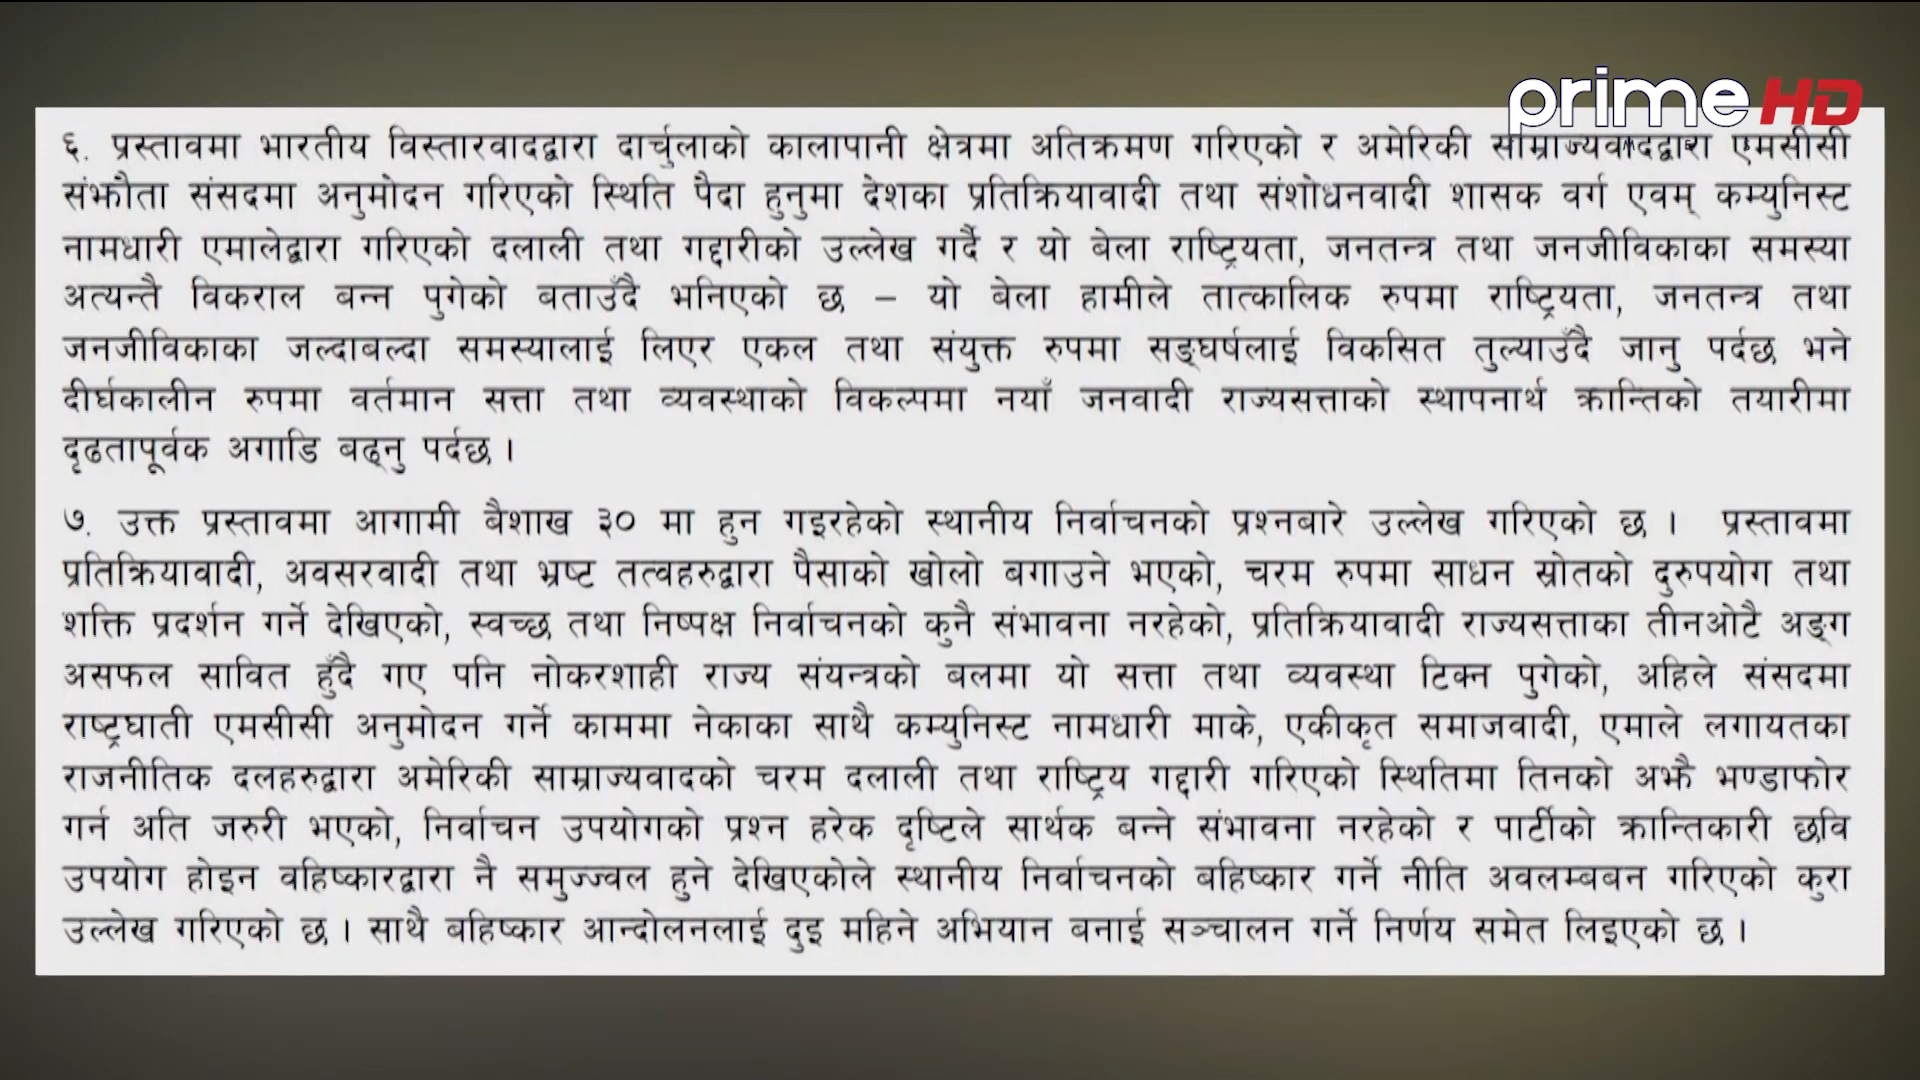 prime HD
६. प्रस्तावमा भारतीय विस्तारवादद्वारा दार्चुलाको कालापानी क्षेत्रमा अतिक्रमण गरिएको र अमेरिकी साम्राज्यवादद्वारा एमसीसी
संझौता संसदमा अनुमोदन गरिएको स्थिति पैदा हुनुमा देशका प्रतिक्रियावादी तथा संशोधनवादी शासक वर्ग एवम् कम्युनिस्ट
नामधारी एमालेद्वारा गरिएको दलाली तथा गद्दारीको उल्लेख गर्दै र यो बेला राष्ट्रियता, जनतन्त्र तथा जनजीविकाका समस्या
अत्यन्तै विकराल बन्न पुगेको बताउँदै भनिएको छ – यो बेला हामीले तात्कालिक रुपमा राष्ट्रियता, जनतन्त्र तथा
जनजीविकाका जल्दाबल्दा समस्यालाई लिएर एकल तथा संयुक्त रुपमा सङ्घर्षलाई विकसित तुल्याउँदै जानु पर्दछ भने
दीर्घकालीन रुपमा वर्तमान सत्ता तथा व्यवस्थाको विकल्पमा नयाँ जनवादी राज्यसत्ताको स्थापनार्थ क्रान्तिको तयारीमा
दृढतापूर्वक अगाडि बढ्नु पर्दछ ।
७. उक्त प्रस्तावमा आगामी बैशाख ३० मा हुन गइरहेको स्थानीय निर्वाचनको प्रश्नबारे उल्लेख गरिएको छ । प्रस्तावमा
प्रतिक्रियावादी, अवसरवादी तथा भ्रष्ट तत्वहरुद्वारा पैसाको खोलो बगाउने भएको, चरम रुपमा साधन स्रोतको दुरुपयोग तथा
शक्ति प्रदर्शन गर्ने देखिएको, स्वच्छ तथा निष्पक्ष निर्वाचनको कुनै संभावना नरहेको, प्रतिक्रियावादी राज्यसत्ताका तीनओटै अङ्ग
असफल सावित हुँदै गए पनि नोकरशाही राज्य संयन्त्रको बलमा यो सत्ता तथा व्यवस्था टिक्न पुगेको, अहिले संसदमा
राष्ट्रघाती एमसीसी अनुमोदन गर्ने काममा नेकाका साथै कम्युनिस्ट नामधारी माके, एकीकृत समाजवादी, एमाले लगायतका
राजनीतिक दलहरुद्वारा अमेरिकी साम्राज्यवादको चरम दलाली तथा राष्ट्रिय गद्दारी गरिएको स्थितिमा तिनको अझै भण्डाफोर
गर्न अति जरुरी भएको, निर्वाचन उपयोगको प्रश्न हरेक दृष्टिले सार्थक बन्ने संभावना नरहेको र पार्टीको क्रान्तिकारी छवि
उपयोग होइन वहिष्कारद्वारा नै समुज्ज्वल हुने देखिएकोले स्थानीय निर्वाचनको बहिष्कार गर्ने नीति अवलम्बबन गरिएको कुरा
उल्लेख गरिएको छ । साथै बहिष्कार आन्दोलनलाई दुइ महिने अभियान बनाई सञ्चालन गर्ने निर्णय समेत लिइएको छ ।